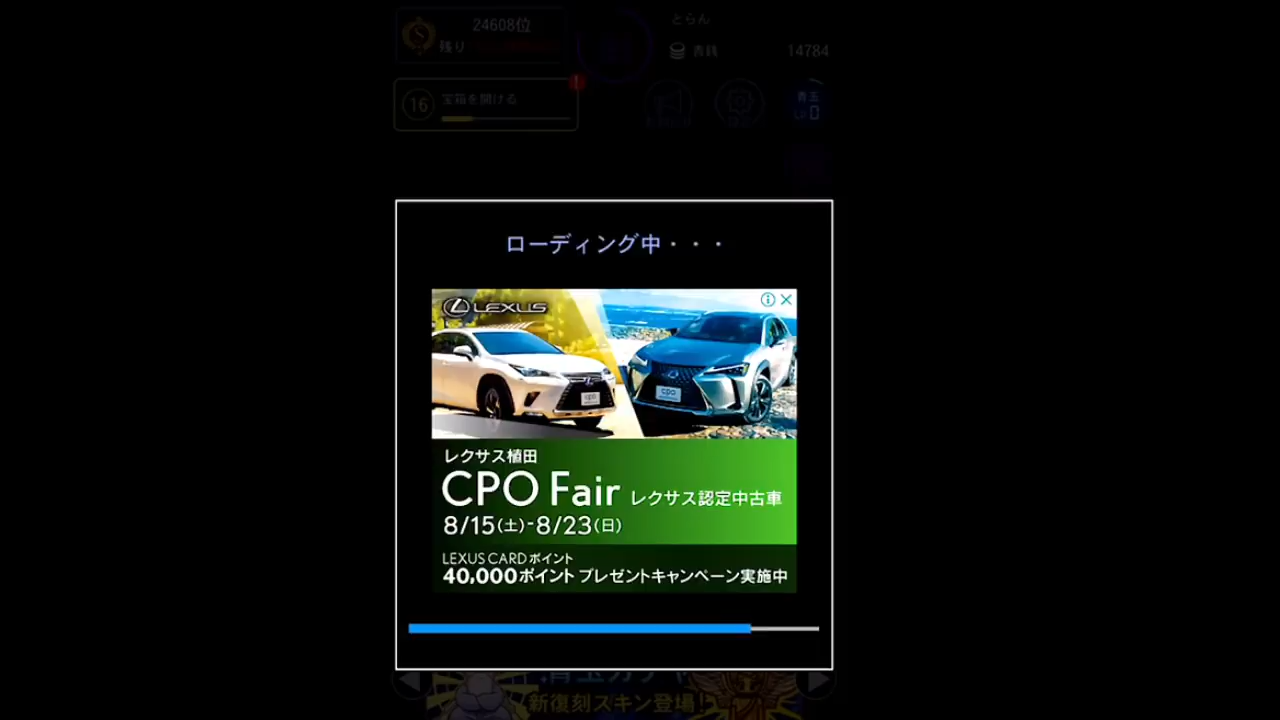 24608位
とらん
残り
青銭
14784
16
宝箱を開ける
青玉
ローディング中・・・
LEXUS
レクサス植田
CPO Fair レクサス認定中古車
8/15(土)-8/23(日)
LEXUS CARDポイント
40,000ポイント プレゼントキャンペーン実施中
新復刻スキン登場!